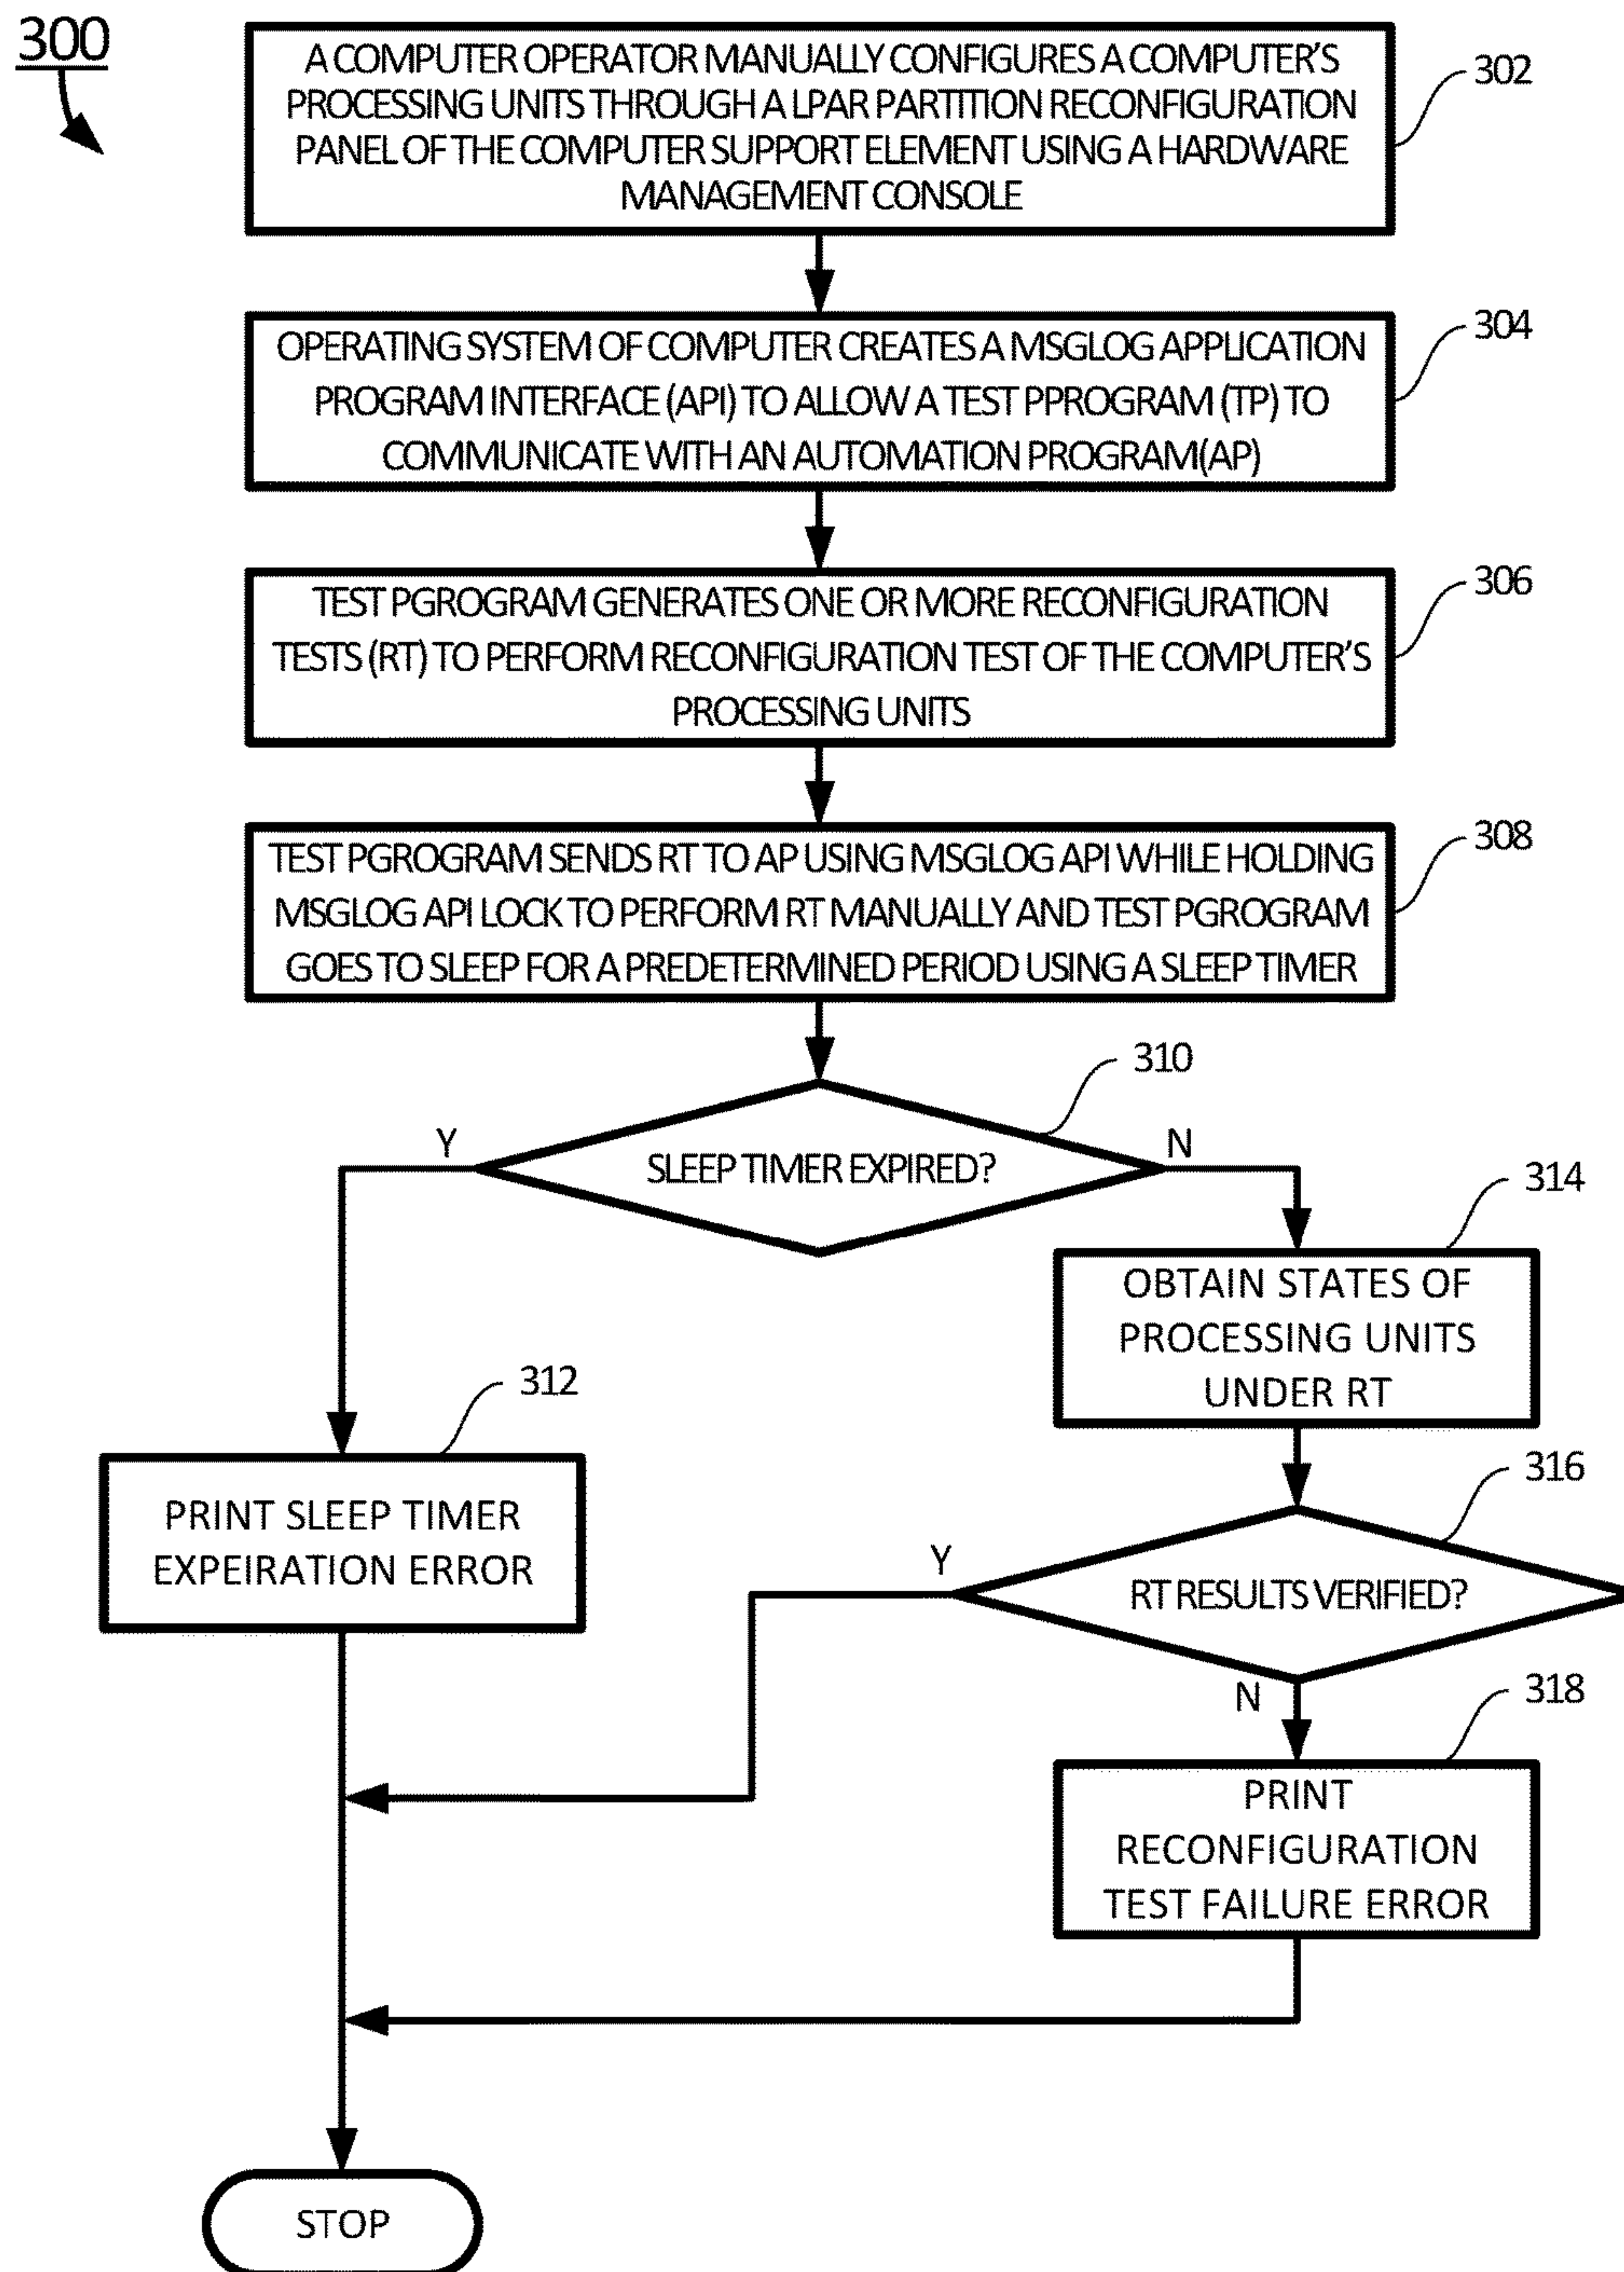 300
A COMPUTER OPERATOR MANUALLY CONFIGURES A COMPUTER'S
PROCESSING UNITS THROUGH A LPAR PARTITION RECONFIGURATION
PANEL OF THE COMPUTER SUPPORT ELEMENT USING A HARDWARE
MANAGEMENT CONSOLE
302
OPERATING SYSTEM OF COMPUTER CREATES A MSGLOG APPLICATION
PROGRAM INTERFACE (API) TO ALLOW A TEST PPROGRAM (TP) TO
COMMUNICATE WITH AN AUTOMATION PROGRAM(AP)
304
TEST PGROGRAM GENERATES ONE OR MORE RECONFIGURATION
TESTS (RT) TO PERFORM RECONFIGURATION TEST OF THE COMPUTER'S
PROCESSING UNITS
306
TEST PGROGRAM SENDS RT TO AP USING MSGLOG API WHILE HOLDING
MSGLOG API LOCK TO PERFORM RT MANUALLY AND TEST PGROGRAM
GOES TO SLEEP FOR A PREDETERMINED PERIOD USING A SLEEP TIMER
308
310
Y
SLEEP TIMER EXPIRED?
N
314
OBTAIN STATES OF
PROCESSING UNITS
UNDER RT
312
PRINT SLEEP TIMER
EXPEIRATION ERROR
316
Y
RT RESULTS VERIFIED?
N
318
PRINT
RECONFIGURATION
TEST FAILURE ERROR
STOP